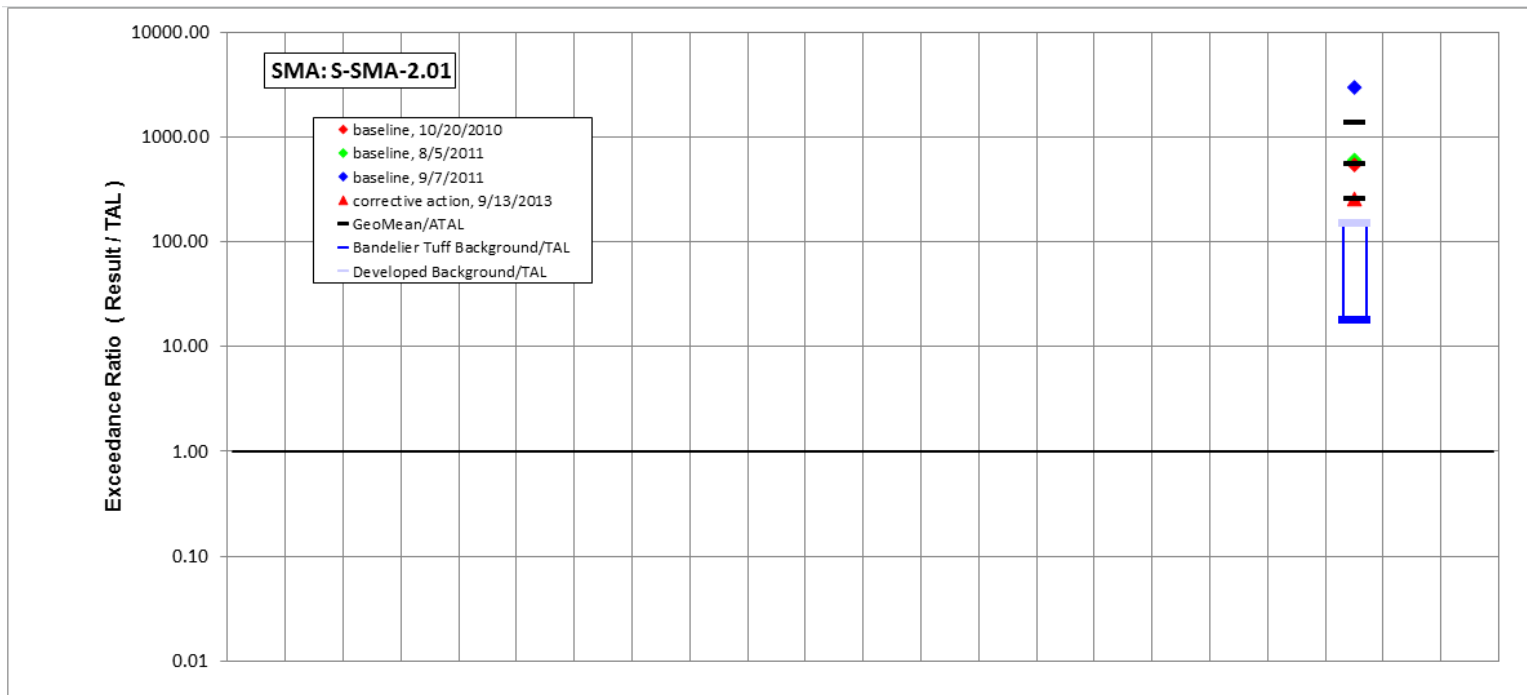 10000.00
SMA: S-SMA-2.01
1000.00
baseline, 10/20/2010
baseline, 8/5/2011
baseline, 9/7/2011
corrective action, 9/13/2013
GeoMean/ATAL
Bandelier Tuff Background/TAL
Developed Background/TAL
100.00
10.00
1.00
0.10
0.01
Exceedance Ratio ( Result / TAL )